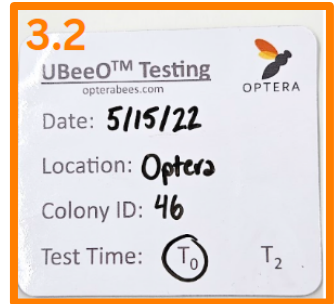 3.2
UBeeO™ Testing
opterabees.com
OPTERA
Date: 5/15/22
Location: Optera
Colony ID: 46
Test Time: T₀ T₂